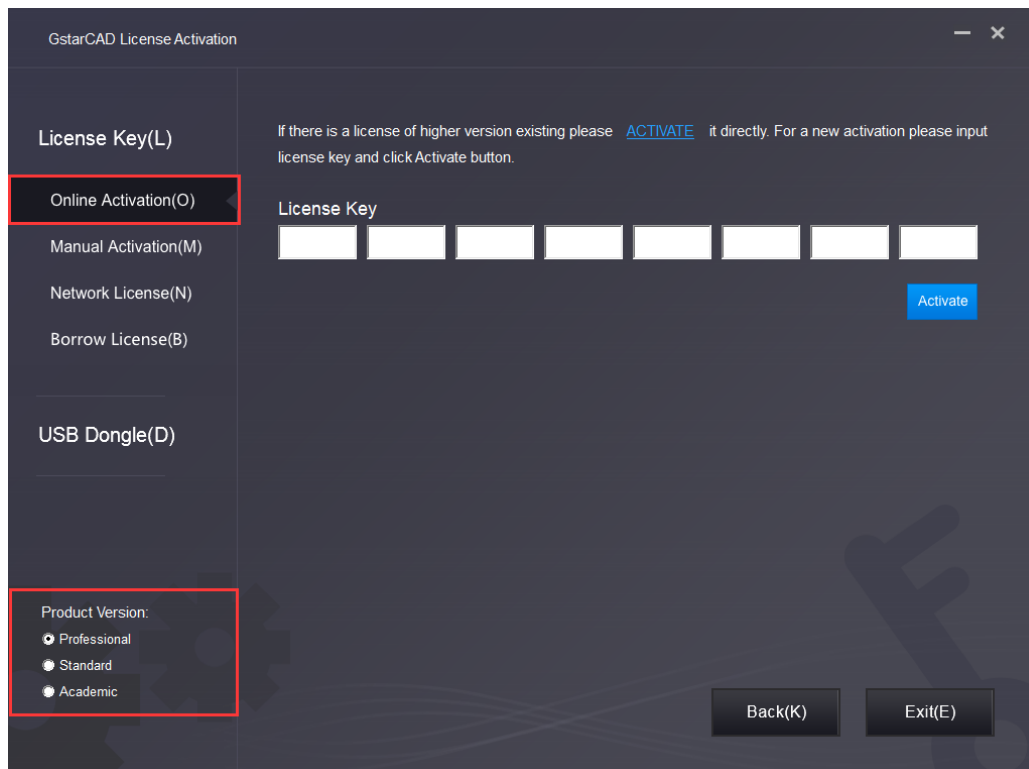 GstarCAD License Activation
License Key(L)
Online Activation(O)
Manual Activation(M)
Network License(N)
Borrow License(B)
USB Dongle(D)
Product Version:
Professional
Standard
Academic
If there is a license of higher version existing please ACTIVATE it directly. For a new activation please input
license key and click Activate button.
License Key
Activate
Back(K)
Exit(E)